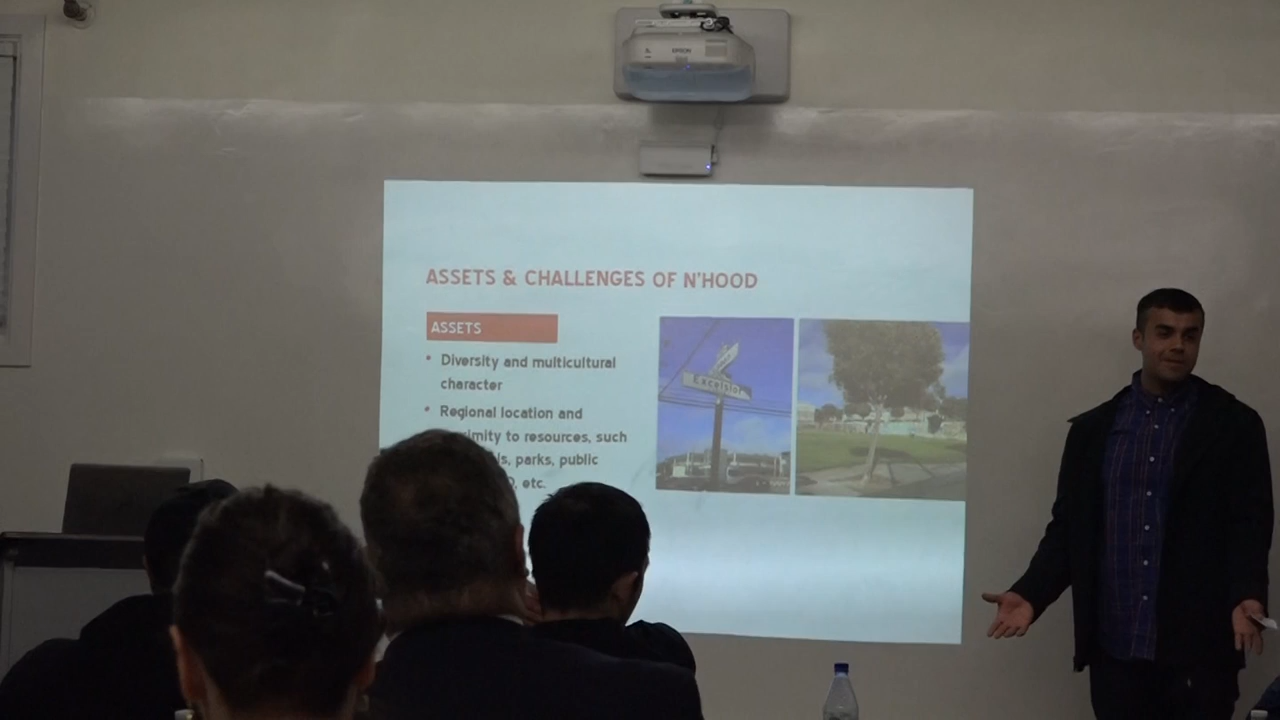 EPSON
ASSETS & CHALLENGES OF N'HOOD
ASSETS
• Diversity and multicultural
character
• Regional location and
to resources, such
parks, public
etc.
Excelsior